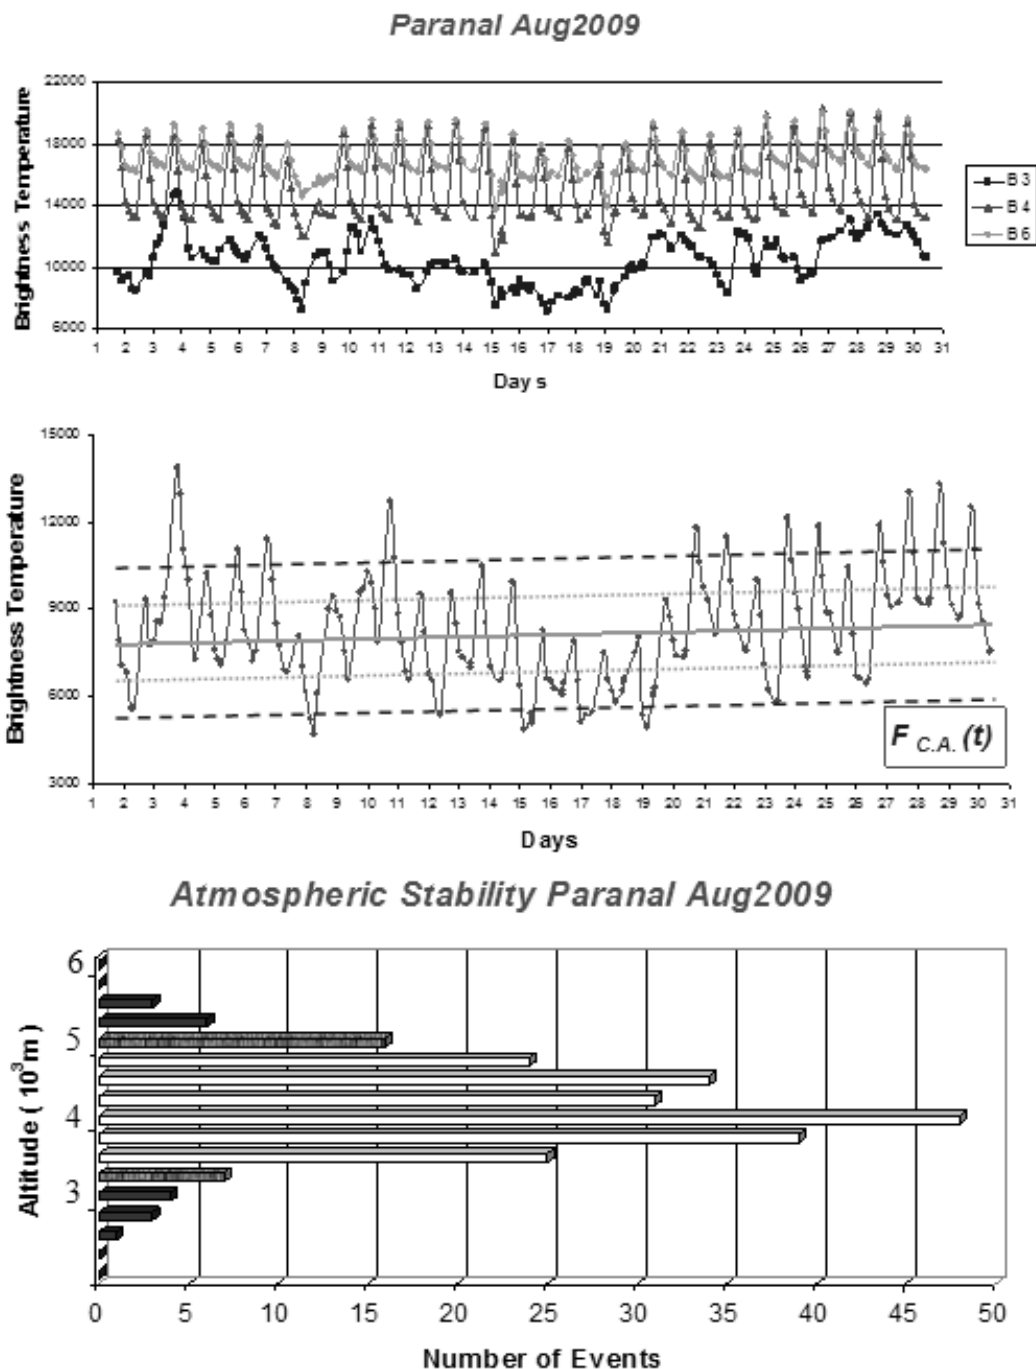 Paranal Aug2009
Brightness Temperature
22000
18000
14000
10000
6000
1 2 3 4 5 6 7 8 9 10 11 12 13 14 15 16 17 18 19 20 21 22 23 24 25 26 27 28 29 30 31
Days
B3
B4
B6
Brightness Temperature
15000
12000
9000
6000
3000
F C.A. (t)
1 2 3 4 5 6 7 8 9 10 11 12 13 14 15 16 17 18 19 20 21 22 23 24 25 26 27 28 29 30 31
Days
Atmospheric Stability Paranal Aug2009
Altitude ( 10³m )
6
5
4
3
0 5 10 15 20 25 30 35 40 45 50
Number of Events